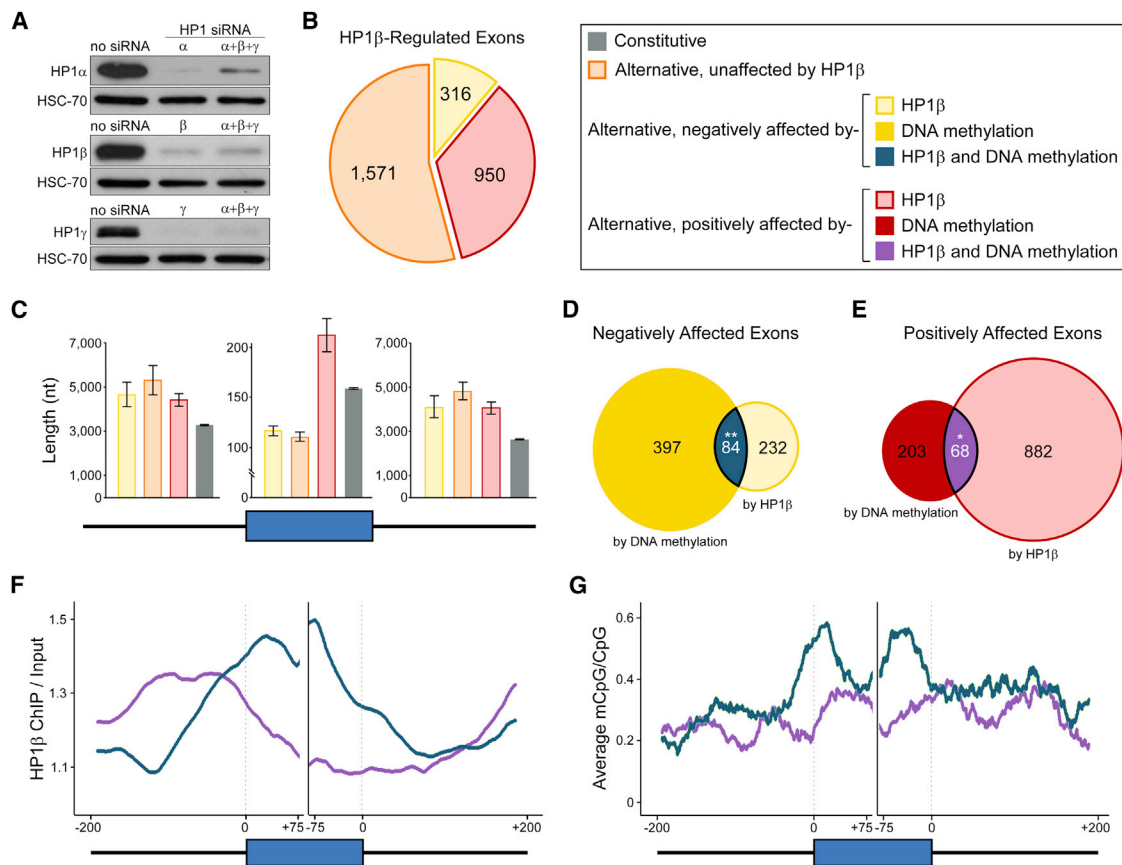 A
HP1 siRNA
no siRNA α α+β+γ
HP1α
HSC-70
β α+β+γ
HP1β
HSC-70
no siRNA γ α+β+γ
HP1γ
HSC-70
B
HP1β-Regulated Exons
316
950
1,571
Constitutive
Alternative, unaffected by HP1β
Alternative, negatively affected by-
HP1β
DNA methylation
HP1β and DNA methylation
Alternative, positively affected by-
HP1β
DNA methylation
HP1β and DNA methylation
C
Length (nt)
7,000
5,000
3,000
1,000
0
200
150
100
0
7,000
5,000
3,000
1,000
0
D
Negatively Affected Exons
397
**
84
232
by HP1β
by DNA methylation
E
Positively Affected Exons
203
*
68
882
by DNA methylation
by HP1β
F
HP1β ChIP / Input
1.5
1.3
1.1
-200 0 +75 -75 0 +200
G
Average mCpG/CpG
0.6
0.4
0.2
0
-200 0 +75 -75 0 +200